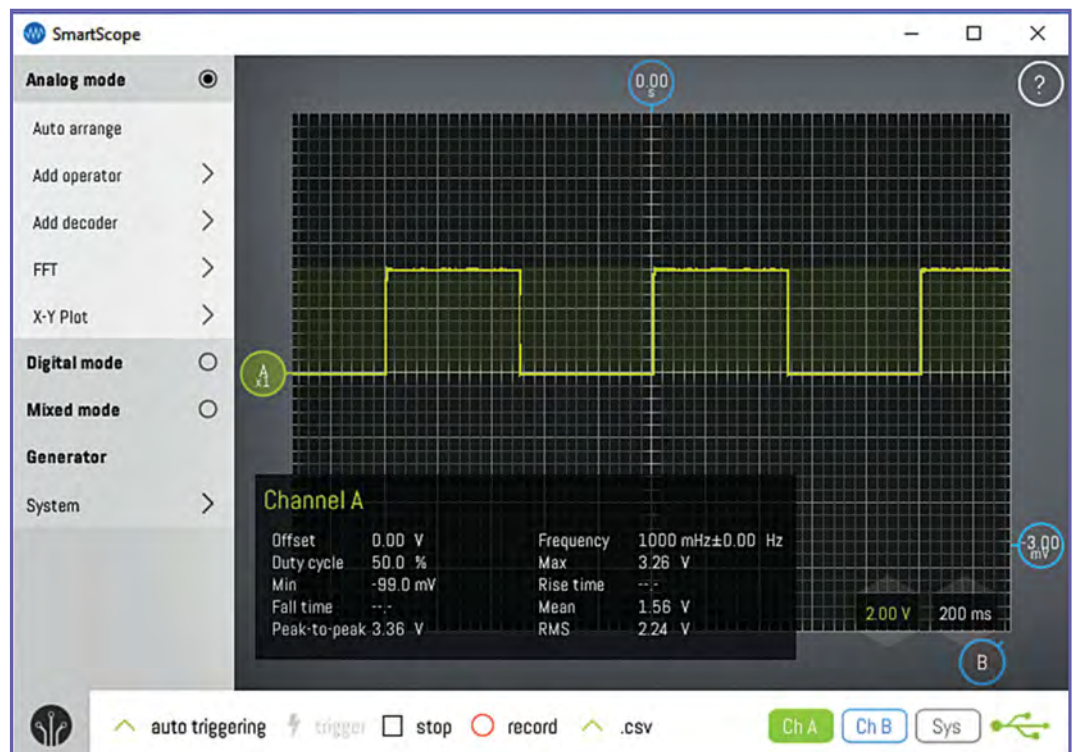 SmartScope
Analog mode
Auto arrange
Add operator
Add decoder
FFT
X-Y Plot
Digital mode
Mixed mode
Generator
System
0.00
s
?
A
x1
Channel A
Offset 0.00 V Frequency 1000 mHz±0.00 Hz
Duty cycle 50.0 % Max 3.26 V
Min -99.0 mV Rise time --.-
Fall time --.- Mean 1.56 V
Peak-to-peak 3.36 V RMS 2.24 V
-3.00
mV
2.00 V 200 ms
B
auto triggering trigger stop record .csv Ch A Ch B Sys